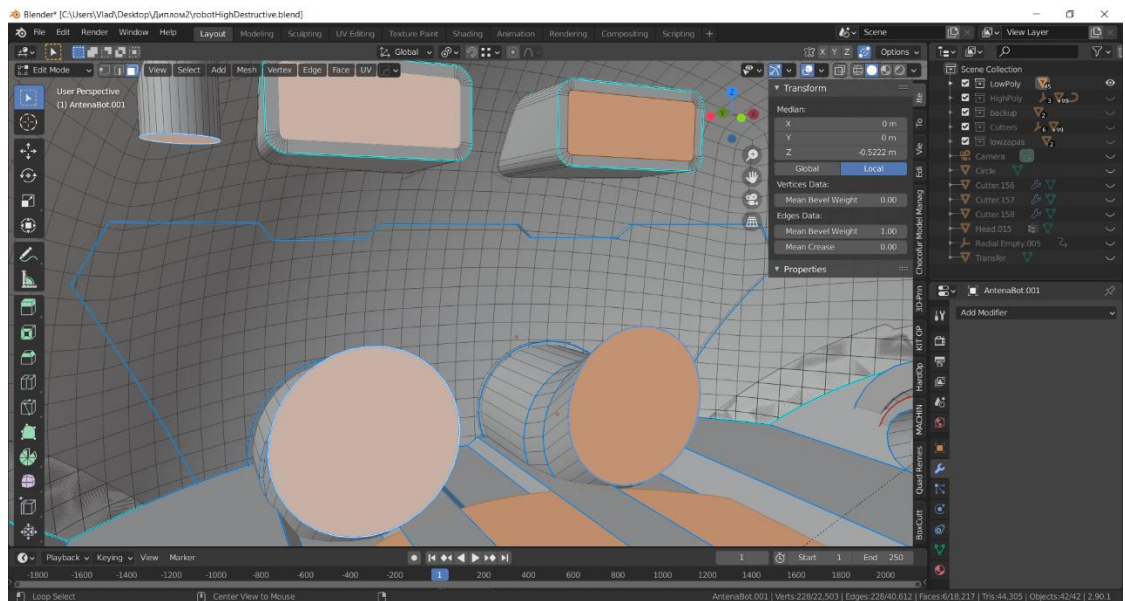 Blender* [C:\Users\Vlad\Desktop\Диплом2\robotHighDestructive.blend]
File Edit Render Window Help Layout Modeling Sculpting UV Editing Texture Paint Shading Animation Rendering Compositing Scripting + Scene View Layer
Global X Y Z Options
Edit Mode View Select Add Mesh Vertex Edge Face UV
User Perspective
(1) AntenaBot.001
Transform
Median:
X 0 m
Y 0 m
Z -0.5222 m
Global Local
Vertices Data:
Mean Bevel Weight 0.00
Edges Data:
Mean Bevel Weight 1.00
Mean Crease 0.00
Properties
Ite
To
Vie
Edi
Chocofur Model Manag
3D-Prin
KIT OP
HardOp
MACHIN
Quad Remes
BoxCutt
Scene Collection
LowPoly
HighPoly
backup
Cutters
lowzapas
Camera
Circle
Cutter.156
Cutter.157
Cutter.158
Head.015
Radial Empty.005
Transfer
AntenaBot.001
Add Modifier
Playback Keying View Marker 1 Start 1 End 250
-1800 -1600 -1400 -1200 -1000 -800 -600 -400 -200 1 200 400 600 800 1000 1200 1400 1600 1800 2000
Loop Select Center View to Mouse AntenaBot.001 | Verts:228/22.503 | Edges:228/40.612 | Faces:6/18.217 | Tris:44.305 | Objects:42/42 | 2.90.1